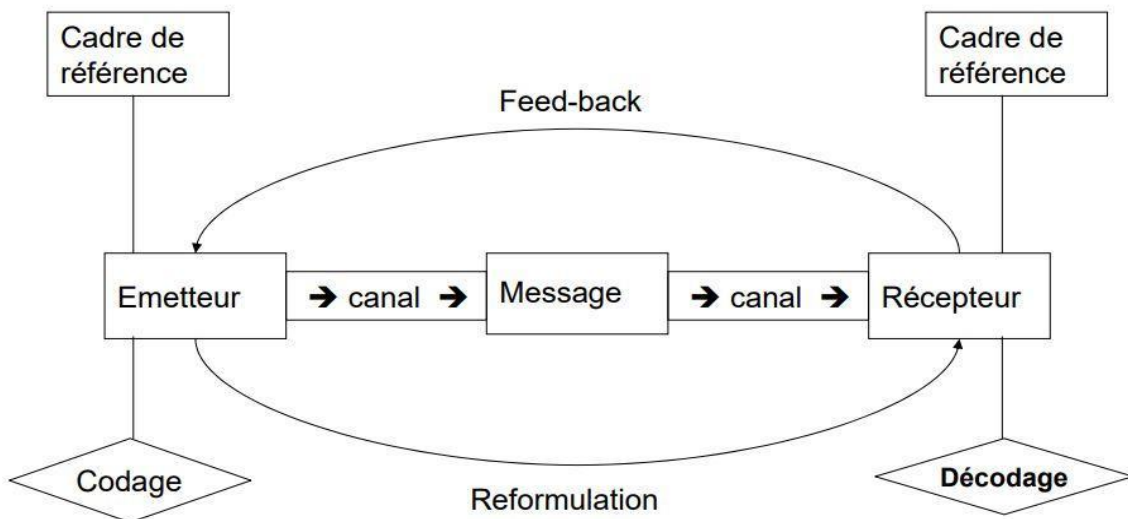 Cadre de
référence
Cadre de
référence
Feed-back
Emetteur
➔ canal ➔
Message
➔ canal ➔
Récepteur
Codage
Décodage
Reformulation